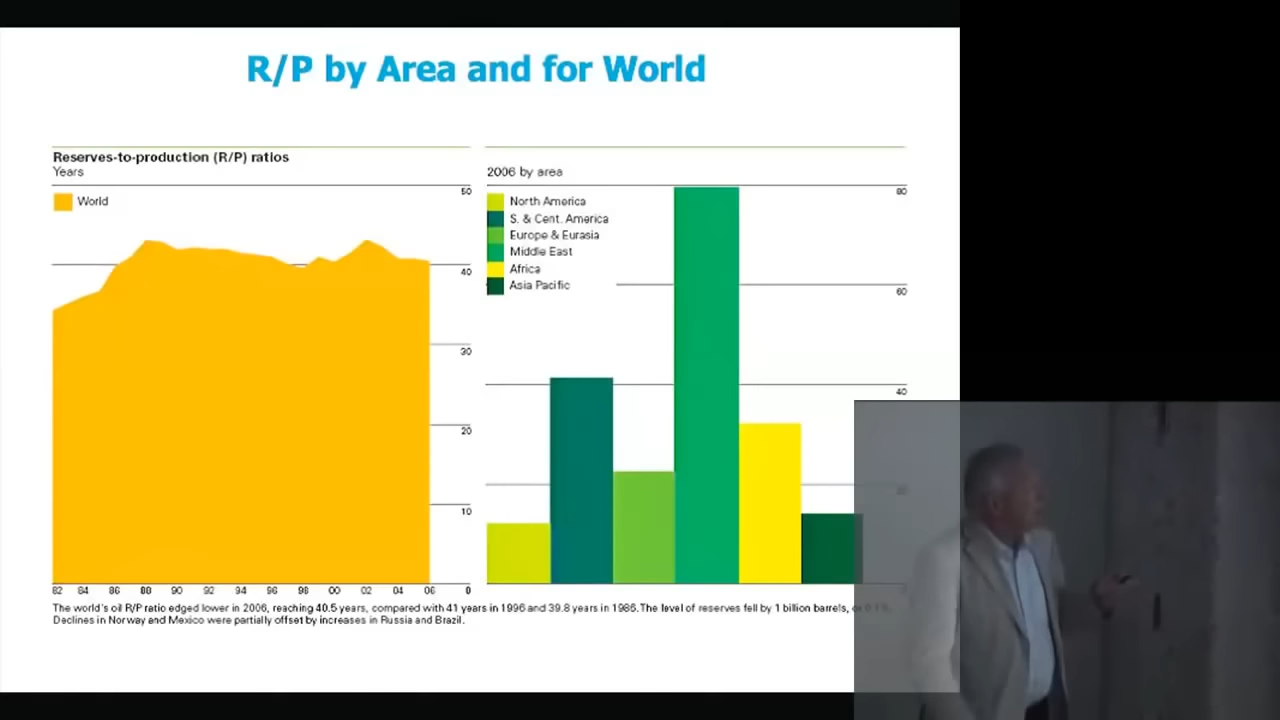 R/P by Area and for World
Reserves-to-production (R/P) ratios
Years
World
50
40
30
20
10
0
82 84 86 88 90 92 94 96 98 00 02 04 06
2006 by area
North America
S. & Cent. America
Europe & Eurasia
Middle East
Africa
Asia Pacific
80
60
40
The world's oil R/P ratio edged lower in 2006, reaching 40.5 years, compared with 41 years in 1996 and 39.8 years in 1986. The level of reserves fell by 1 billion barrels, or
Declines in Norway and Mexico were partially offset by increases in Russia and Brazil.